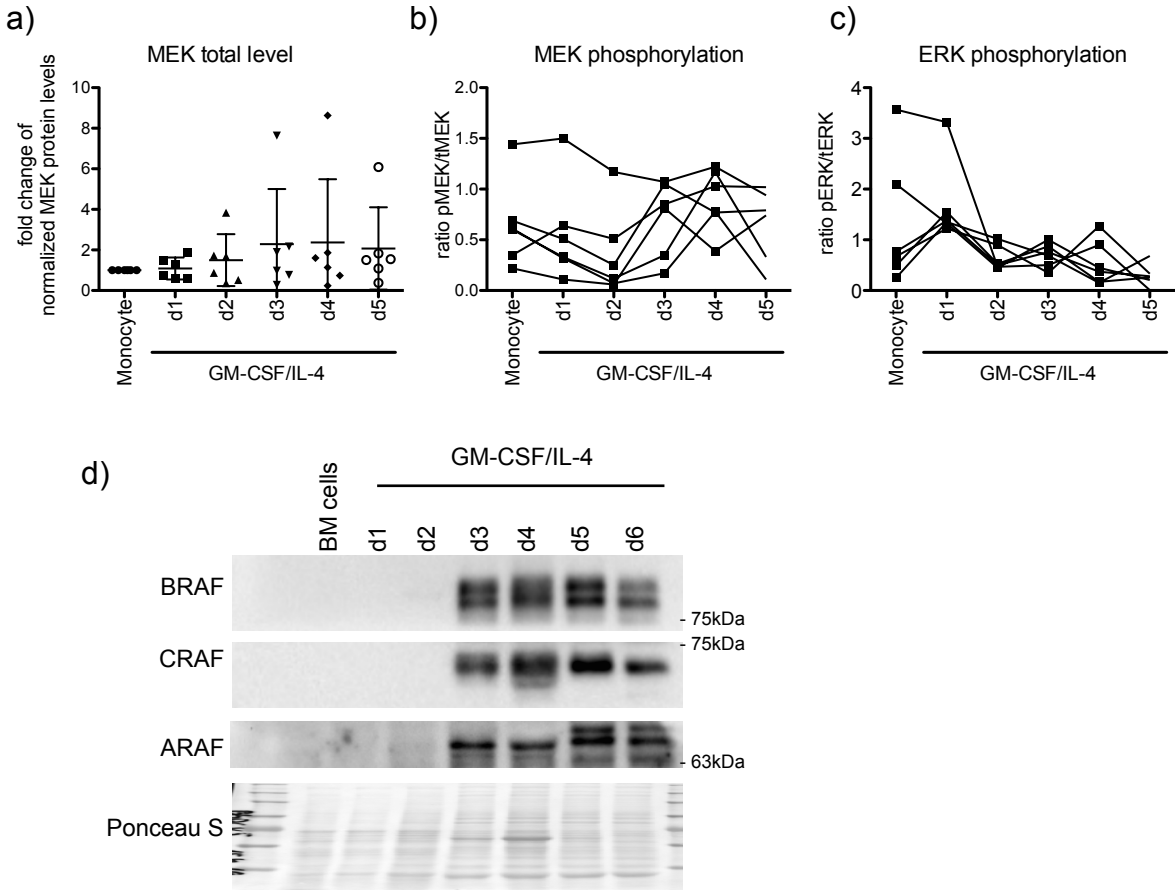 a)
MEK total level
fold change of
normalized MEK protein levels
10
8
6
4
2
0
Monocyte
d1
d2
d3
d4
d5
GM-CSF/IL-4
b)
MEK phosphorylation
ratio pMEK/tMEK
2.0
1.5
1.0
0.5
0.0
Monocyte
d1
d2
d3
d4
d5
GM-CSF/IL-4
c)
ERK phosphorylation
ratio pERK/tERK
4
3
2
1
0
Monocyte
d1
d2
d3
d4
d5
GM-CSF/IL-4
d)
GM-CSF/IL-4
BM cells
d1
d2
d3
d4
d5
d6
BRAF
- 75kDa
CRAF
- 75kDa
ARAF
- 63kDa
Ponceau S